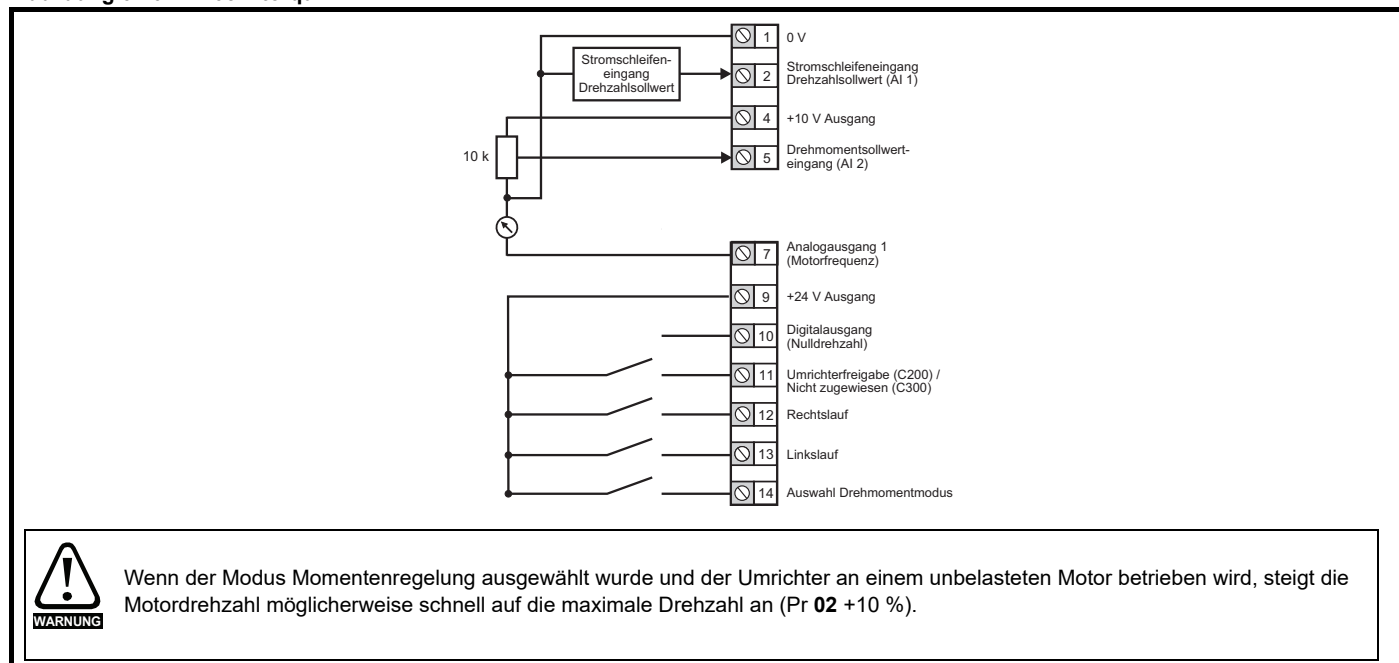 1 0 V
Stromschleifen-
eingang
Drehzahlsollwert
2 Stromschleifeneingang
Drehzahlsollwert (AI 1)
4 +10 V Ausgang
10 k
5 Drehmomentsollwert-
eingang (AI 2)
7 Analogausgang 1
(Motorfrequenz)
9 +24 V Ausgang
10 Digitalausgang
(Nulldrehzahl)
11 Umrichterfreigabe (C200) /
Nicht zugewiesen (C300)
12 Rechtslauf
13 Linkslauf
14 Auswahl Drehmomentmodus
WARNUNG
Wenn der Modus Momentenregelung ausgewählt wurde und der Umrichter an einem unbelasteten Motor betrieben wird, steigt die
Motordrehzahl möglicherweise schnell auf die maximale Drehzahl an (Pr 02 +10 %).